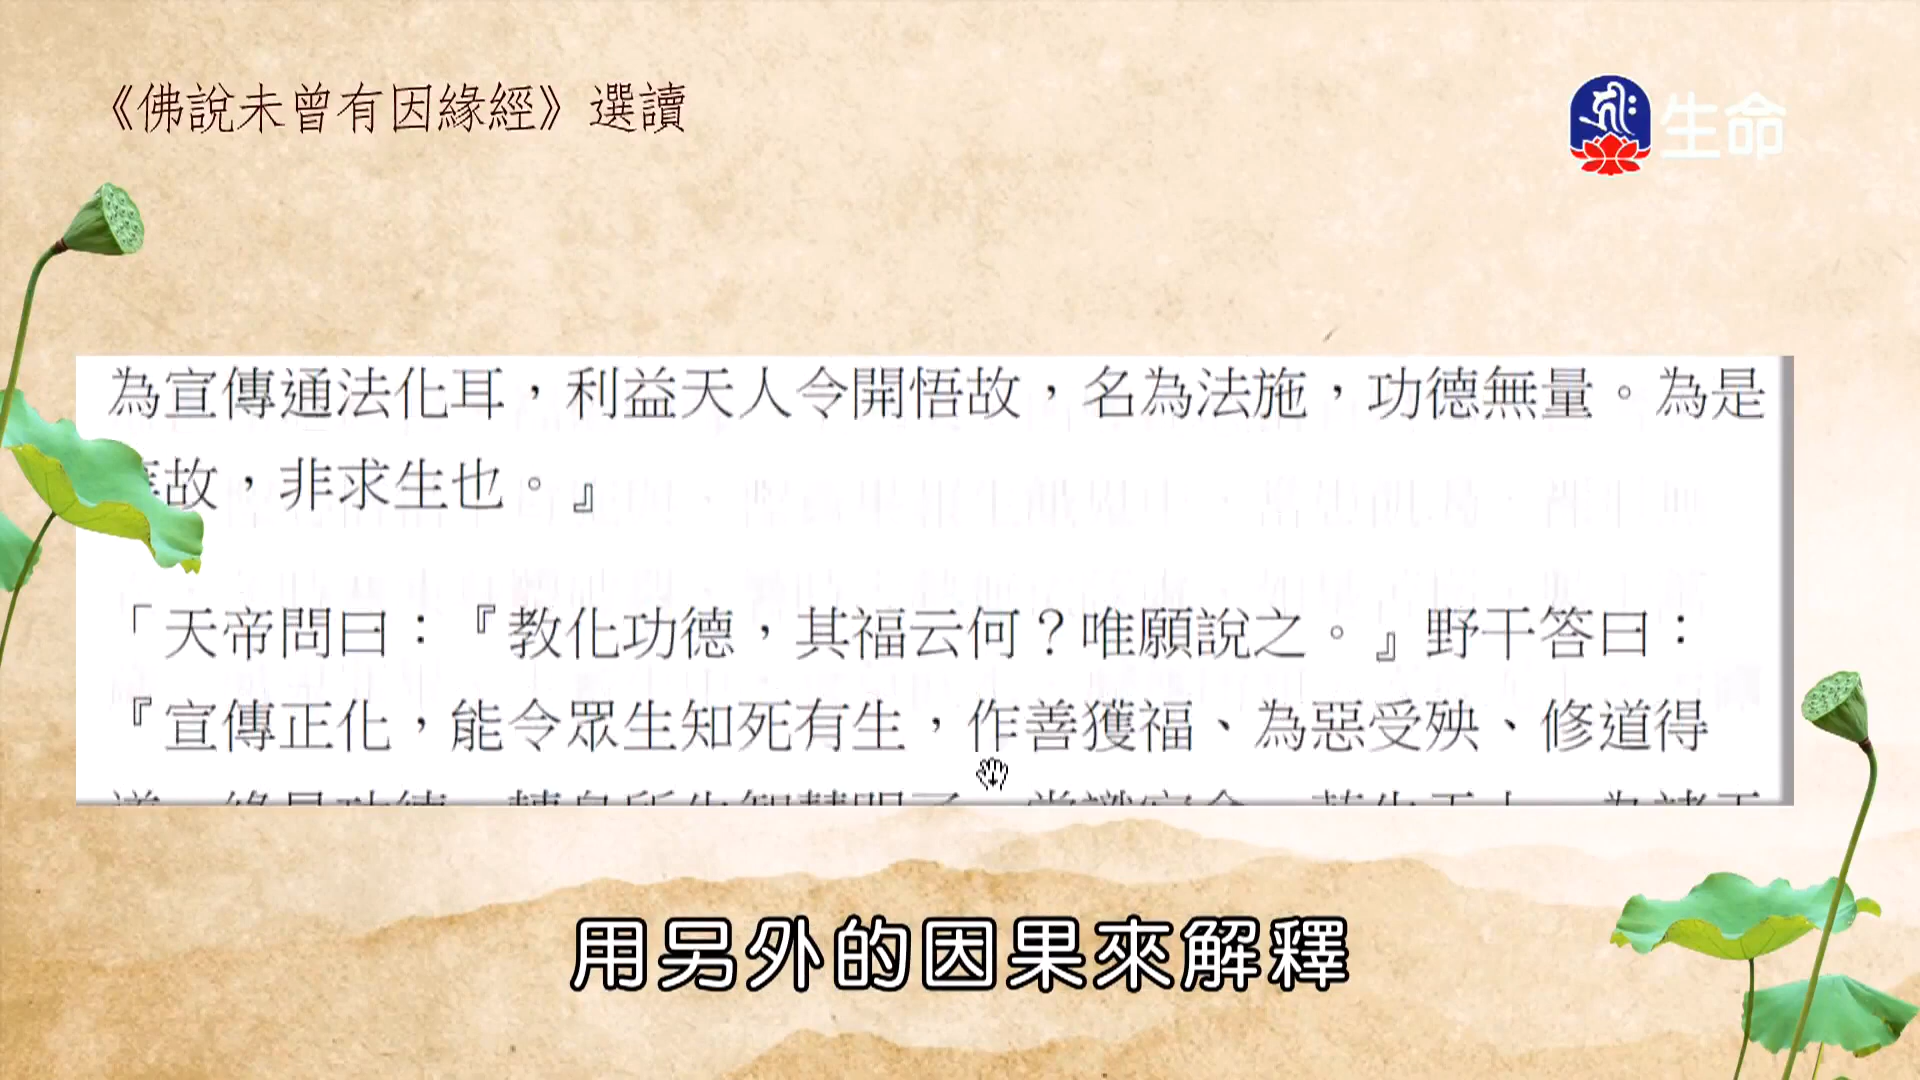 《佛說未曾有因緣經》選讀
生命
為宣傳通法化耳，利益天人令開悟故，名為法施，功德無量。為是
故，非求生也。』
「天帝問曰：『教化功德，其福云何？唯願說之。』野干答曰：
『宣傳正化，能令眾生知死有生，作善獲福、為惡受殃、修道得
用另外的因果來解釋